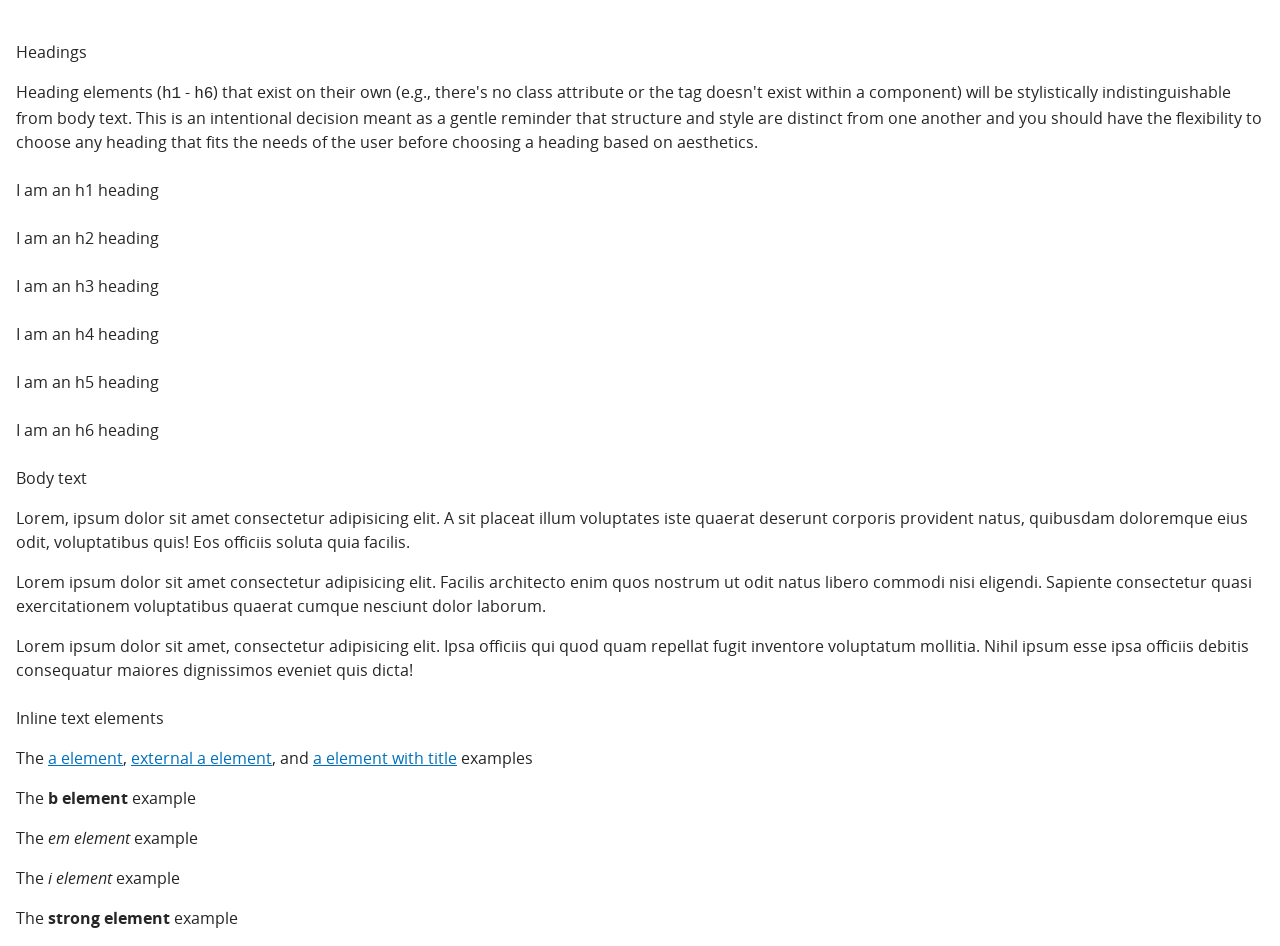 Headings
Heading elements (h1 - h6) that exist on their own (e.g., there's no class attribute or the tag doesn't exist within a component) will be stylistically indistinguishable
from body text. This is an intentional decision meant as a gentle reminder that structure and style are distinct from one another and you should have the flexibility to
choose any heading that fits the needs of the user before choosing a heading based on aesthetics.
I am an h1 heading
I am an h2 heading
I am an h3 heading
I am an h4 heading
I am an h5 heading
I am an h6 heading
Body text
Lorem, ipsum dolor sit amet consectetur adipisicing elit. A sit placeat illum voluptates iste quaerat deserunt corporis provident natus, quibusdam doloremque eius
odit, voluptatibus quis! Eos officiis soluta quia facilis.
Lorem ipsum dolor sit amet consectetur adipisicing elit. Facilis architecto enim quos nostrum ut odit natus libero commodi nisi eligendi. Sapiente consectetur quasi
exercitationem voluptatibus quaerat cumque nesciunt dolor laborum.
Lorem ipsum dolor sit amet, consectetur adipisicing elit. Ipsa officiis qui quod quam repellat fugit inventore voluptatum mollitia. Nihil ipsum esse ipsa officiis debitis
consequatur maiores dignissimos eveniet quis dicta!
Inline text elements
The a element, external a element, and a element with title examples
The b element example
The em element example
The i element example
The strong element example